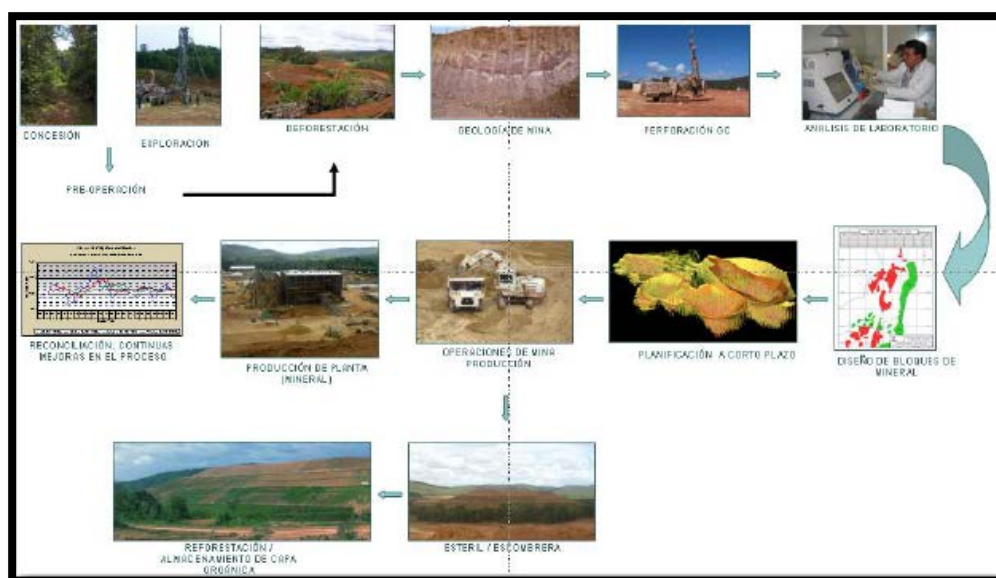 CONCESIÓN
EXPLORACIÓN
DEFORESTACIÓN
GEOLOGÍA DE MINA
PERFORACIÓN GC
ANÁLISIS DE LABORATORIO
PRE-OPERACIÓN
RECONCILIACIÓN, CONTINUAS
MEJORAS EN EL PROCESO
PRODUCCIÓN DE PLANTA
(MINERAL)
OPERACIONES DE MINA
PRODUCCIÓN
PLANIFICACIÓN A CORTO PLAZO
DISEÑO DE BLOQUES DE
MINERAL
REFORESTACIÓN /
ALMACENAMIENTO DE CAPA
ORGÁNICA
ESTERIL / ESCOMBRERA